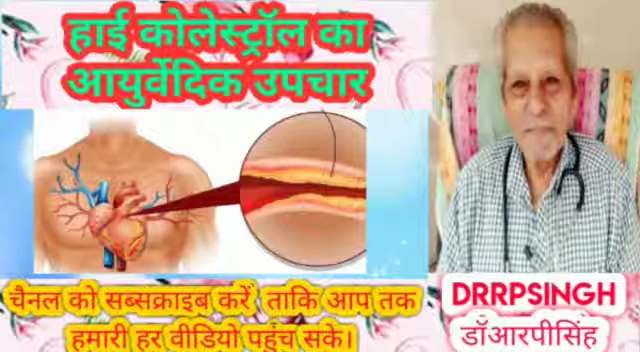 हाई कोलेस्ट्रॉल का
आयुर्वेदिक उपचार
चैनल को सब्सक्राइब करें ताकि आप तक
हमारी हर वीडियो पहुंच सके।
DRRPSINGH
डॉआरपीसिंह